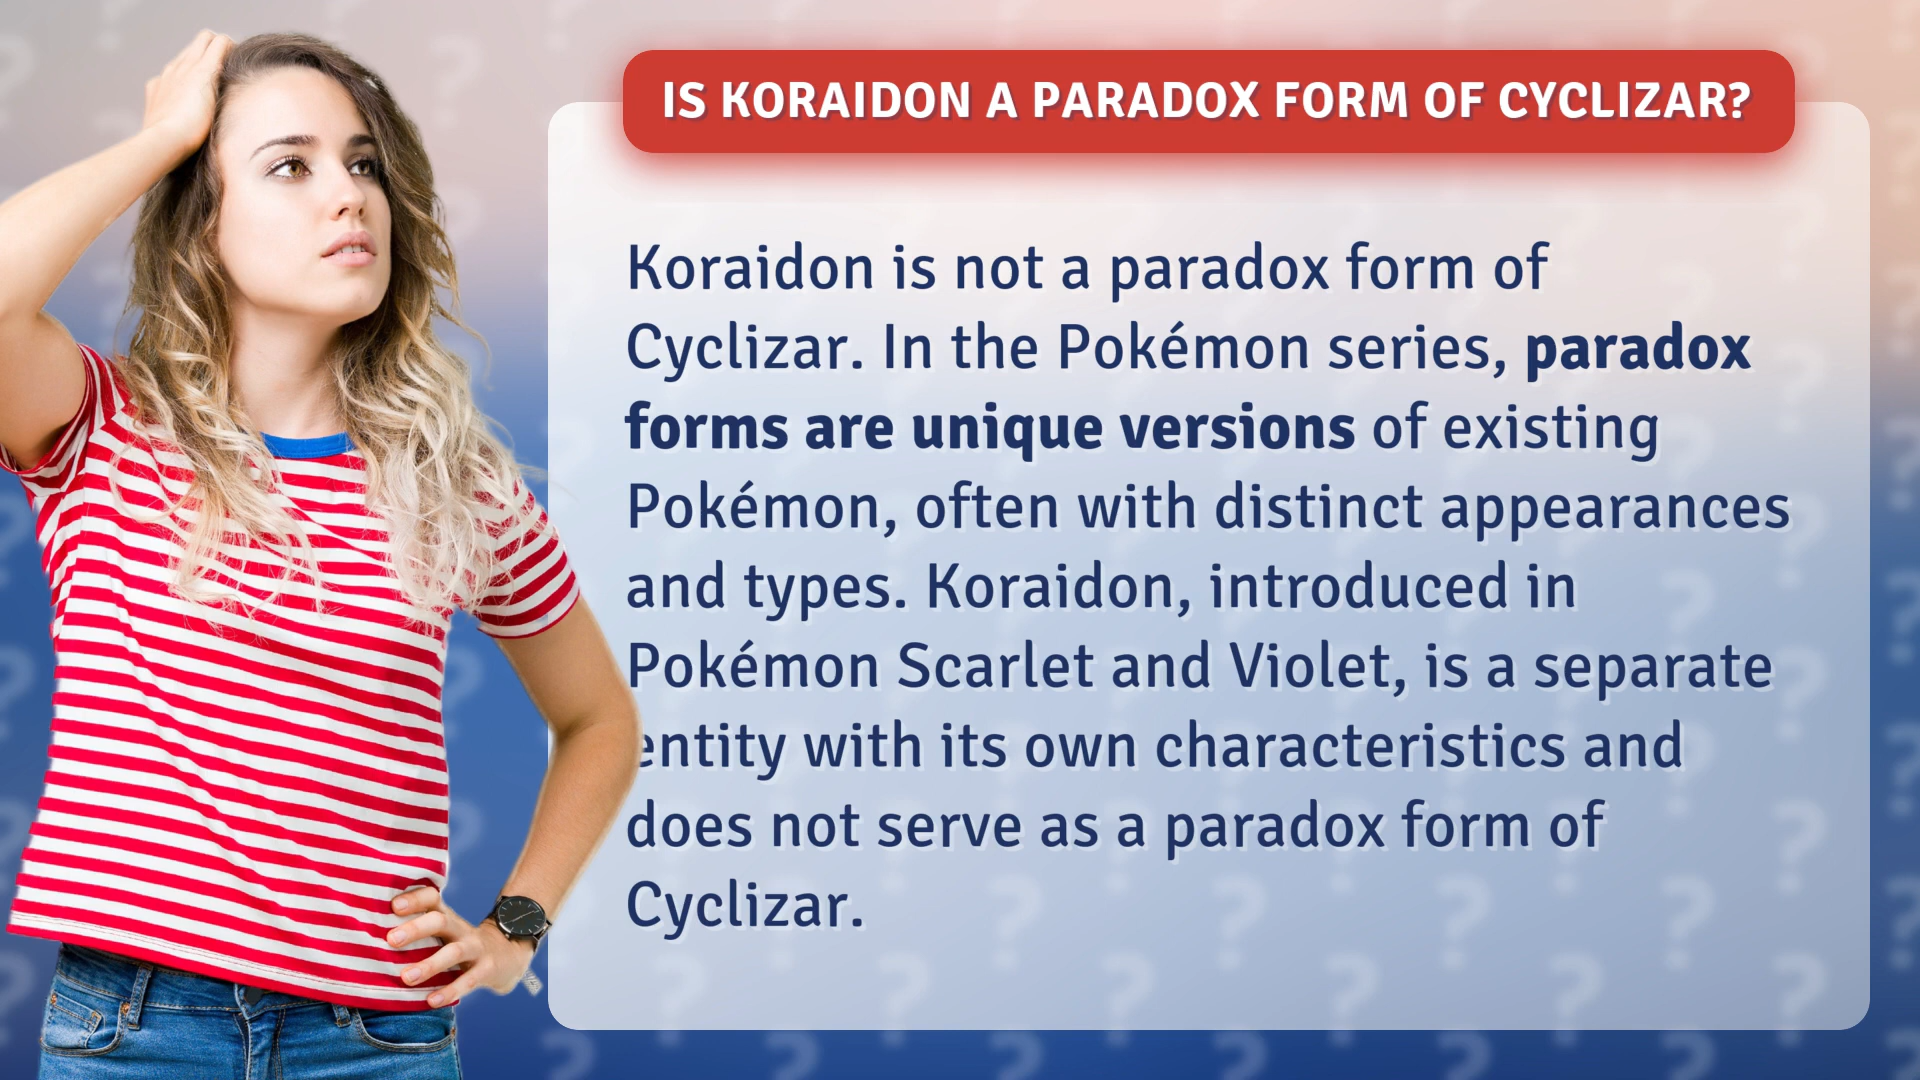 IS KORAIDON A PARADOX FORM OF CYCLIZAR?
Koraidon is not a paradox form of
Cyclizar. In the Pokémon series, paradox
forms are unique versions of existing
Pokémon, often with distinct appearances
and types. Koraidon, introduced in
Pokémon Scarlet and Violet, is a separate
entity with its own characteristics and
does not serve as a paradox form of
Cyclizar.